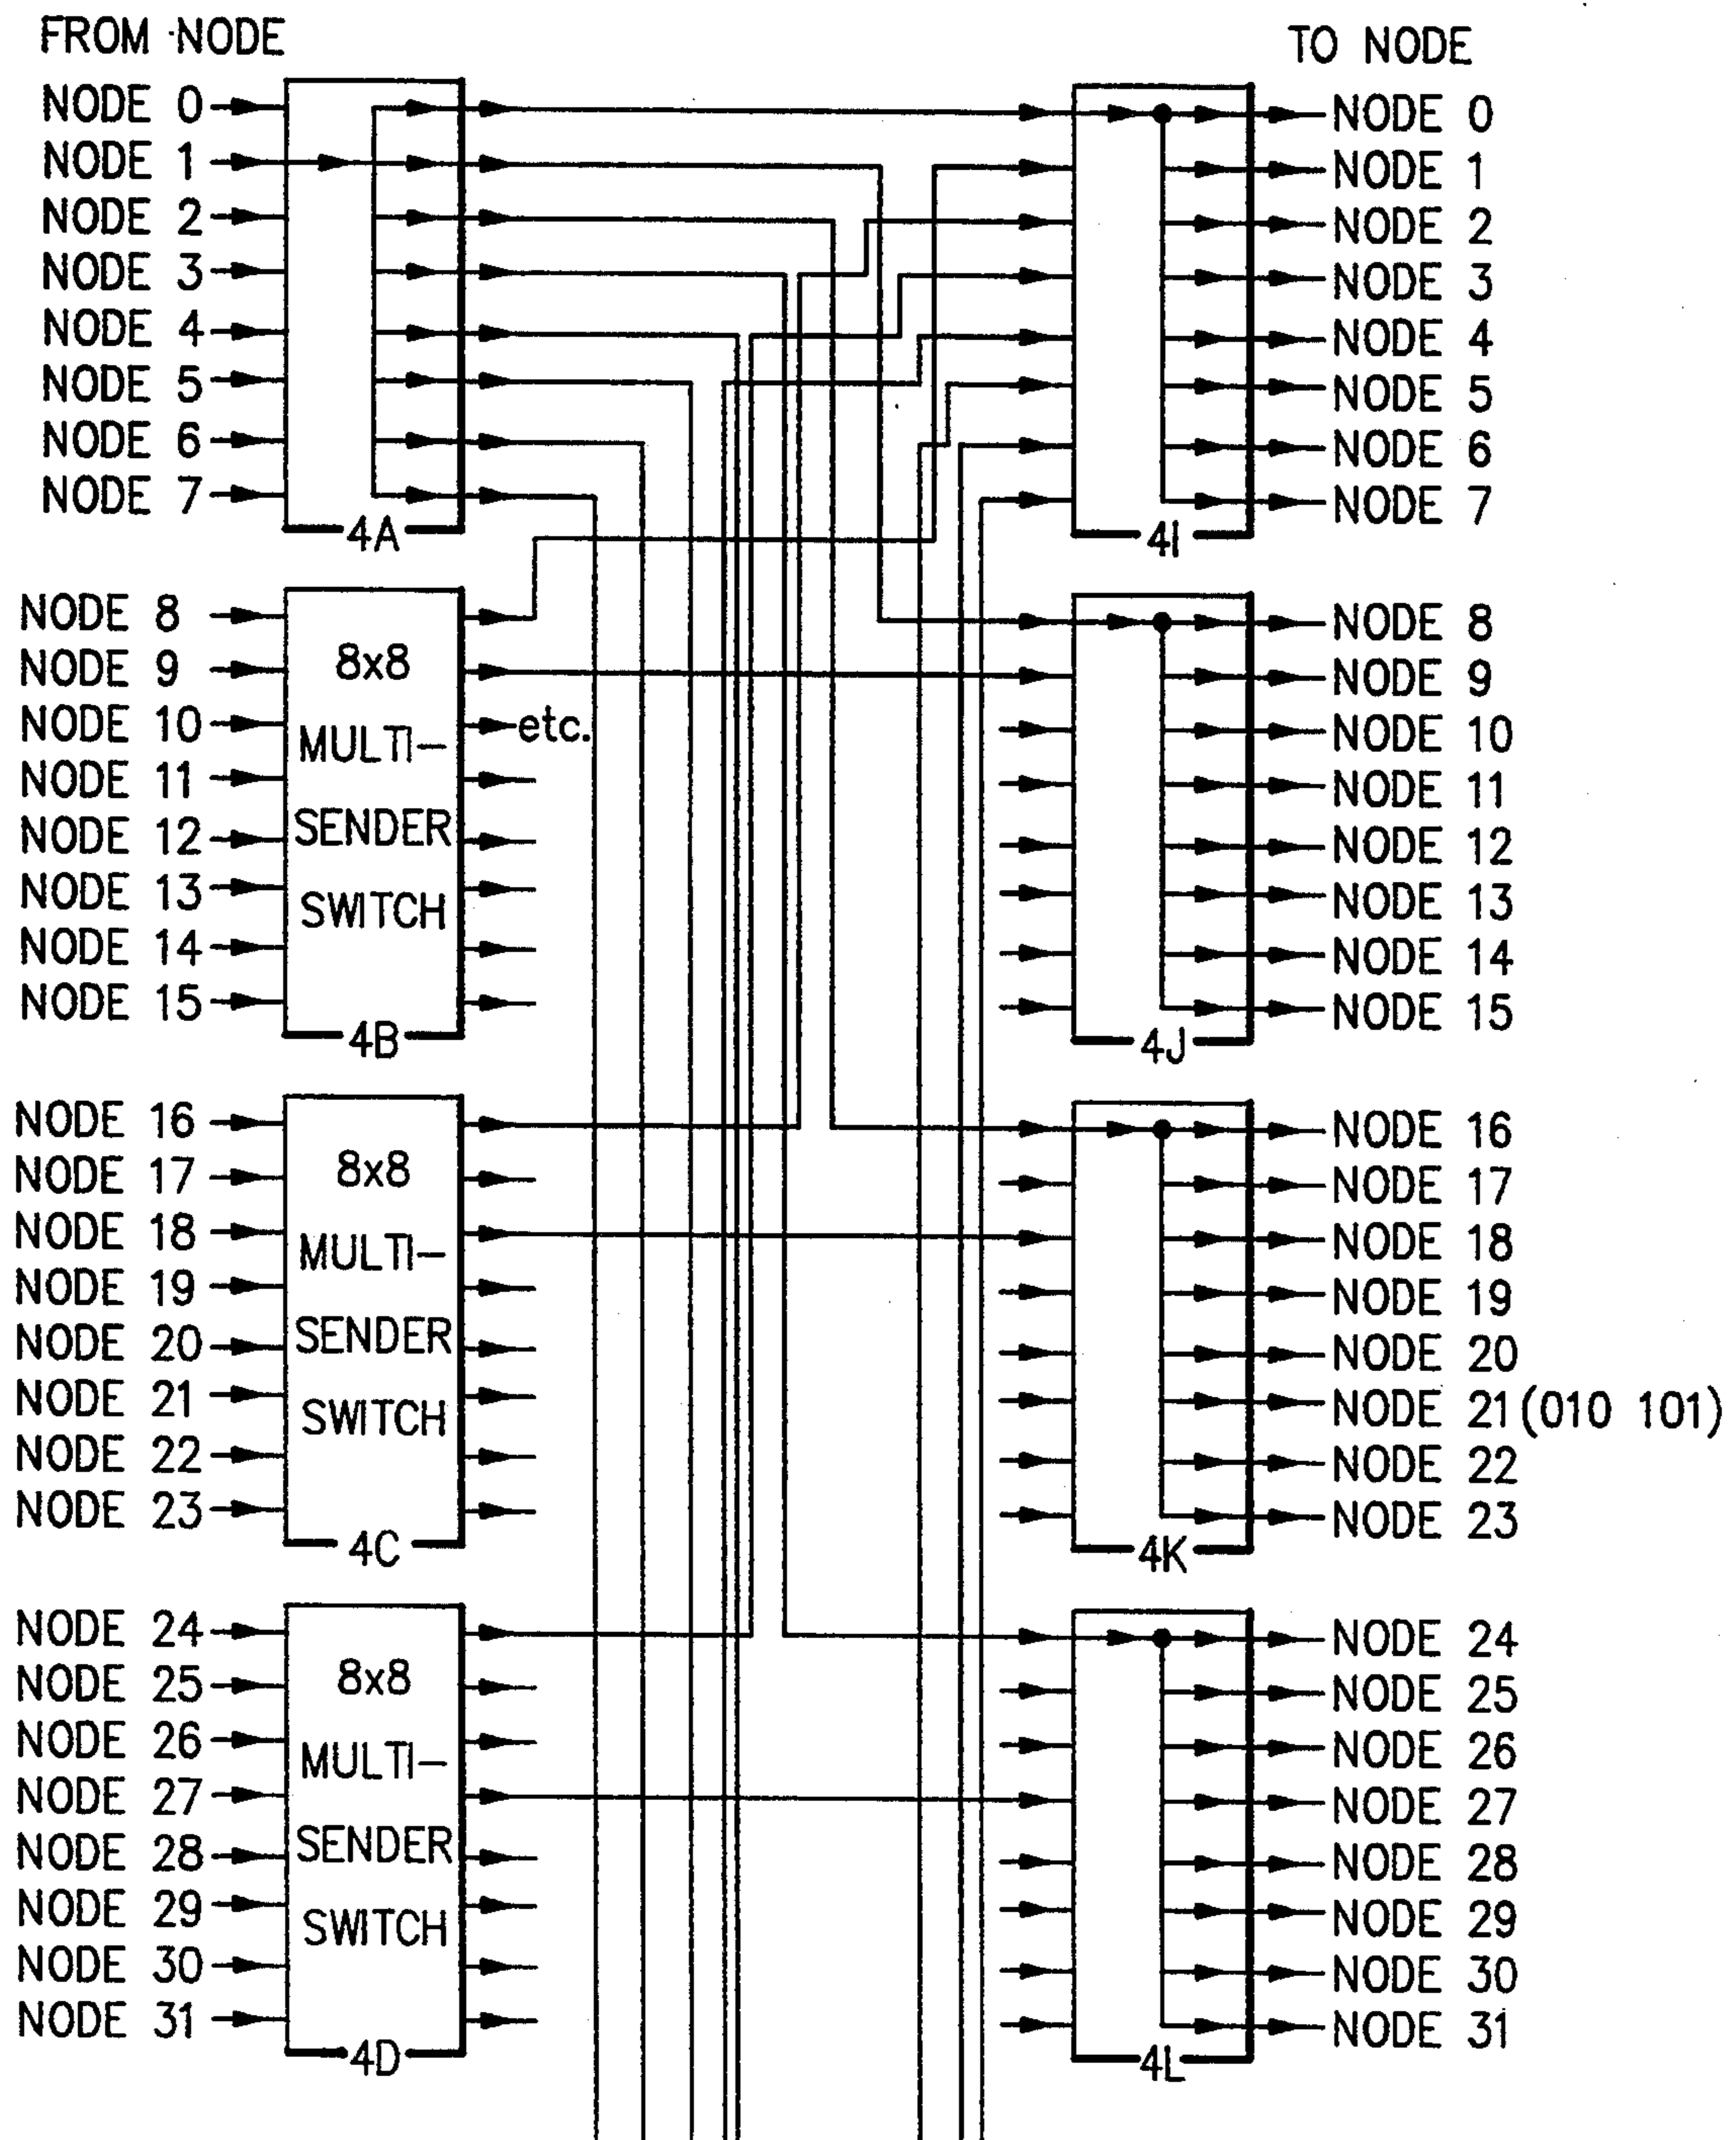 FROM NODE
NODE 0
NODE 1
NODE 2
NODE 3
NODE 4
NODE 5
NODE 6
NODE 7
4A
NODE 8
NODE 9
NODE 10
NODE 11
NODE 12
NODE 13
NODE 14
NODE 15
8x8
MULTI-
SENDER
SWITCH
etc.
4B
NODE 16
NODE 17
NODE 18
NODE 19
NODE 20
NODE 21
NODE 22
NODE 23
8x8
MULTI-
SENDER
SWITCH
4C
NODE 24
NODE 25
NODE 26
NODE 27
NODE 28
NODE 29
NODE 30
NODE 31
8x8
MULTI-
SENDER
SWITCH
4D
TO NODE
NODE 0
NODE 1
NODE 2
NODE 3
NODE 4
NODE 5
NODE 6
NODE 7
4I
NODE 8
NODE 9
NODE 10
NODE 11
NODE 12
NODE 13
NODE 14
NODE 15
4J
NODE 16
NODE 17
NODE 18
NODE 19
NODE 20
NODE 21 (010 101)
NODE 22
NODE 23
4K
NODE 24
NODE 25
NODE 26
NODE 27
NODE 28
NODE 29
NODE 30
NODE 31
4L